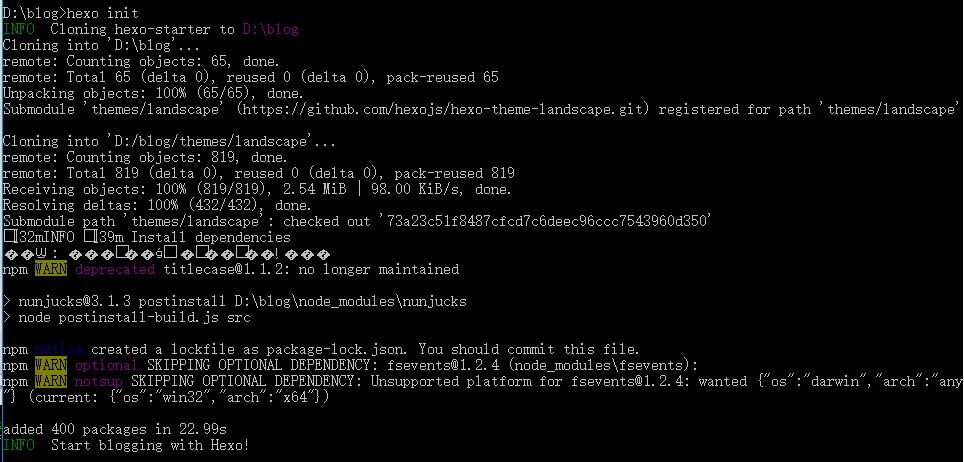 D:\blog>hexo init
INFO  Cloning hexo-starter to D:\blog
Cloning into 'D:\blog'...
remote: Counting objects: 65, done.
remote: Total 65 (delta 0), reused 0 (delta 0), pack-reused 65
Unpacking objects: 100% (65/65), done.
Submodule 'themes/landscape' (https://github.com/hexojs/hexo-theme-landscape.git) registered for path 'themes/landscape'
Cloning into 'D:/blog/themes/landscape'...
remote: Counting objects: 819, done.
remote: Total 819 (delta 0), reused 0 (delta 0), pack-reused 819
Receiving objects: 100% (819/819), 2.54 MiB | 98.00 KiB/s, done.
Resolving deltas: 100% (432/432), done.
Submodule path 'themes/landscape': checked out '73a23c51f8487cfcd7c6deec96ccc7543960d350'
[32mINFO [39m Install dependencies
npm WARN deprecated titlecase@1.1.2: no longer maintained
> nunjucks@3.1.3 postinstall D:\blog\node_modules\nunjucks
> node postinstall-build.js src
npm notice created a lockfile as package-lock.json. You should commit this file.
npm WARN optional SKIPPING OPTIONAL DEPENDENCY: fsevents@1.2.4 (node_modules\fsevents):
npm WARN notsup SKIPPING OPTIONAL DEPENDENCY: Unsupported platform for fsevents@1.2.4: wanted {"os":"darwin","arch":"any
"} (current: {"os":"win32","arch":"x64"})
added 400 packages in 22.99s
INFO  Start blogging with Hexo!